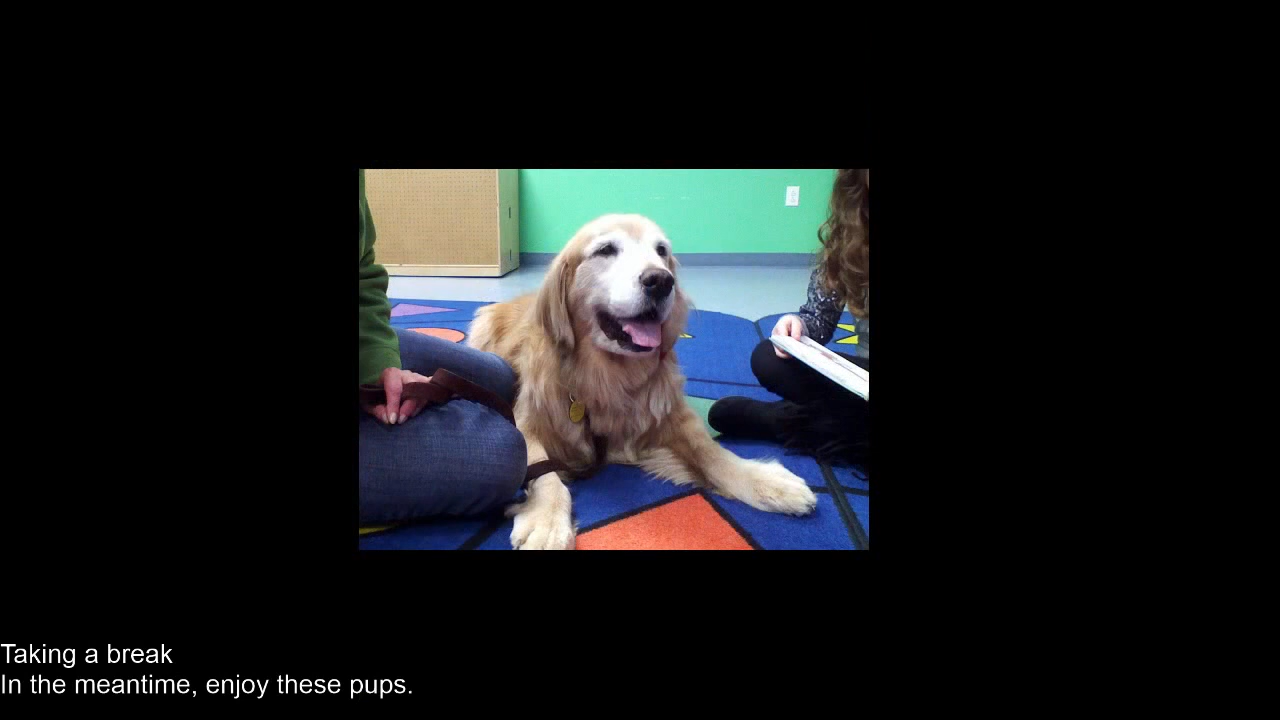 Taking a break
In the meantime, enjoy these pups.